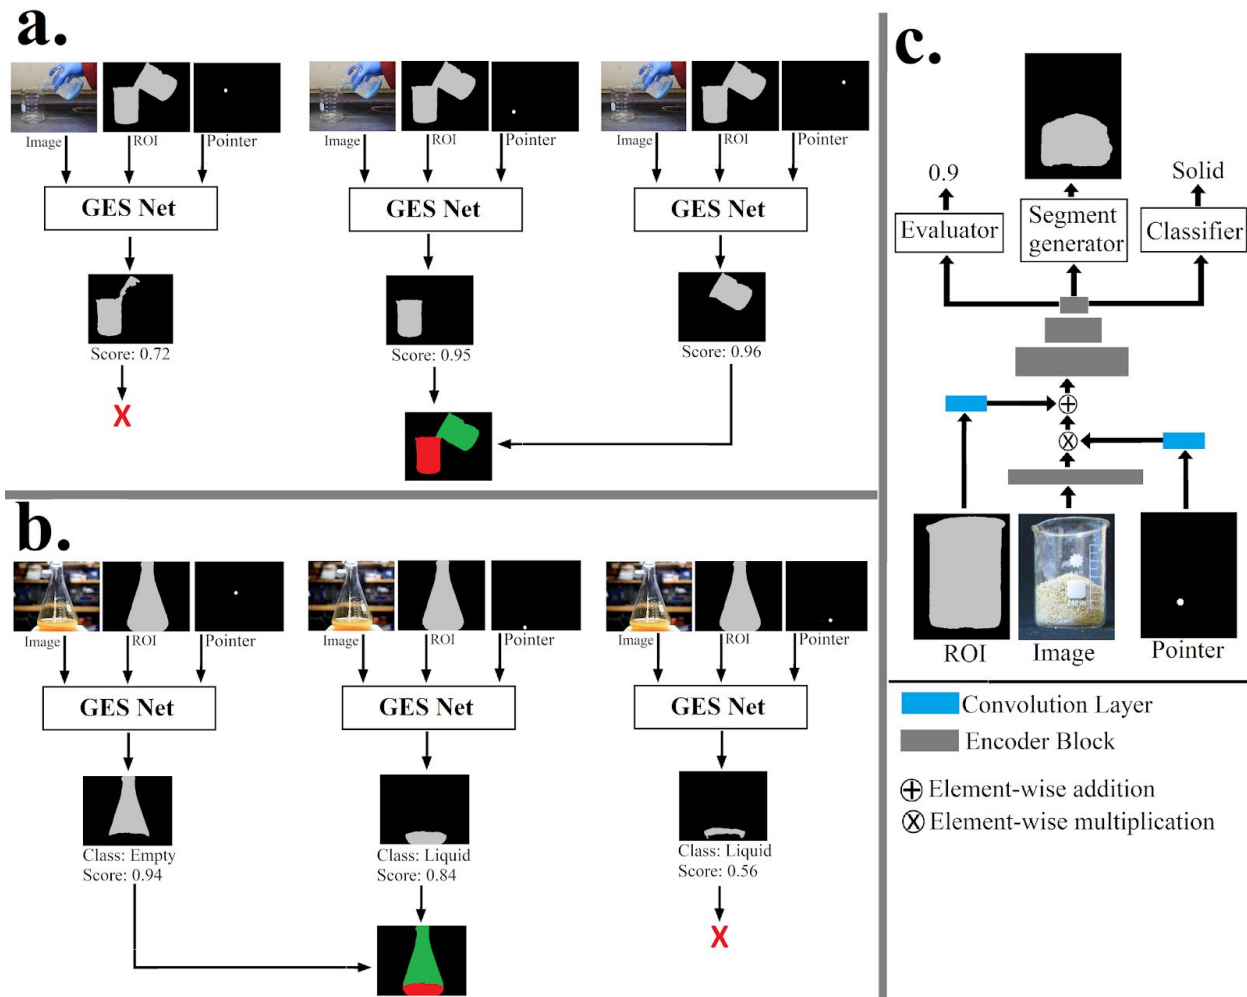 a.
Image
ROI
Pointer
Image
ROI
Pointer
Image
ROI
Pointer
GES Net
GES Net
GES Net
Score: 0.72
Score: 0.95
Score: 0.96
X
b.
Image
ROI
Pointer
Image
ROI
Pointer
Image
ROI
Pointer
GES Net
GES Net
GES Net
Class: Empty
Score: 0.94
Class: Liquid
Score: 0.84
Class: Liquid
Score: 0.56
X
c.
0.9
Solid
Evaluator
Segment
generator
Classifier
ROI
Image
Pointer
Convolution Layer
Encoder Block
Element-wise addition
Element-wise multiplication